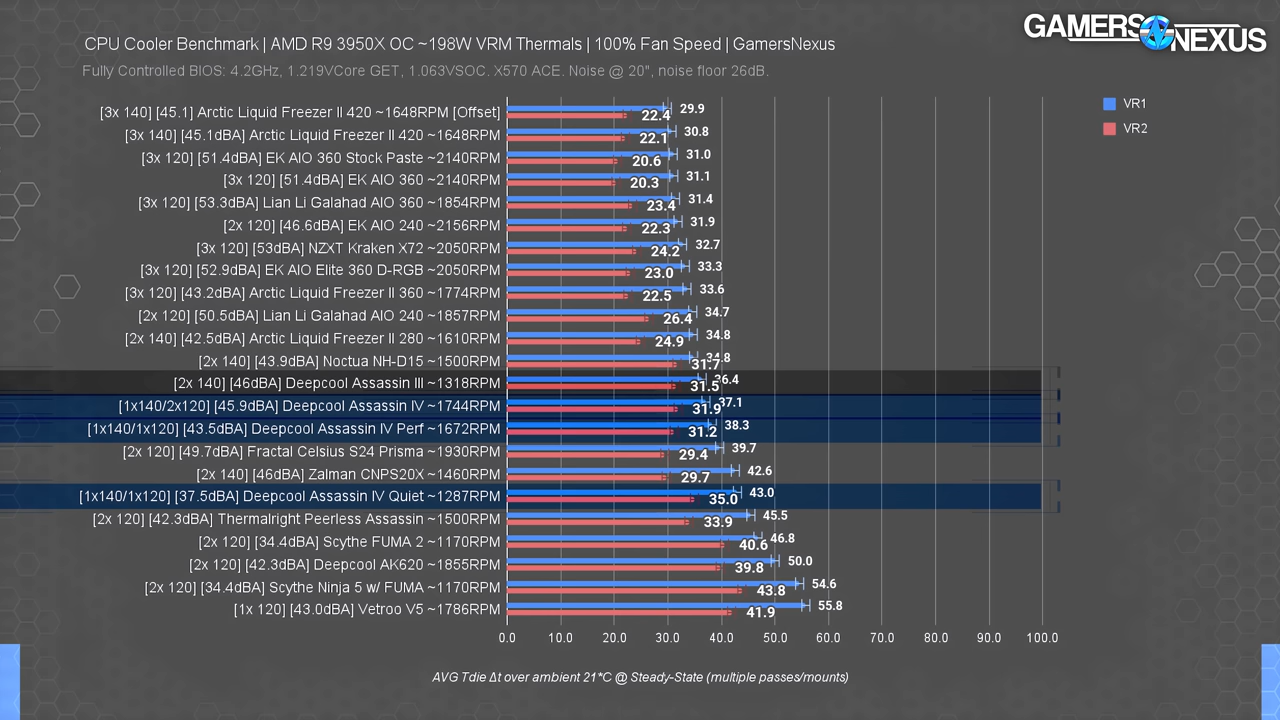 GAMERS NEXUS
CPU Cooler Benchmark | AMD R9 3950X OC ~198W VRM Thermals | 100% Fan Speed | GamersNexus
Fully Controlled BIOS: 4.2GHz, 1.219VCore GET, 1.063VSOC. X570 ACE. Noise @ 20", noise floor 26dB.
VR1
VR2
[3x 140] [45.1] Arctic Liquid Freezer II 420 ~1648RPM [Offset] 29.9 22.4
[3x 140] [45.1dBA] Arctic Liquid Freezer II 420 ~1648RPM 30.8 22.1
[3x 120] [51.4dBA] EK AIO 360 Stock Paste ~2140RPM 31.0 20.6
[3x 120] [51.4dBA] EK AIO 360 ~2140RPM 31.1 20.3
[3x 120] [53.3dBA] Lian Li Galahad AIO 360 ~1854RPM 31.4 23.4
[2x 120] [46.6dBA] EK AIO 240 ~2156RPM 31.9 22.3
[3x 120] [53dBA] NZXT Kraken X72 ~2050RPM 32.7 24.2
[3x 120] [52.9dBA] EK AIO Elite 360 D-RGB ~2050RPM 33.3 23.0
[3x 120] [43.2dBA] Arctic Liquid Freezer II 360 ~1774RPM 33.6 22.5
[2x 120] [50.5dBA] Lian Li Galahad AIO 240 ~1857RPM 34.7 26.4
[2x 140] [42.5dBA] Arctic Liquid Freezer II 280 ~1610RPM 34.8 24.9
[2x 140] [43.9dBA] Noctua NH-D15 ~1500RPM 34.8 31.7
[2x 140] [46dBA] Deepcool Assassin III ~1318RPM 36.4 31.5
[1x140/2x120] [45.9dBA] Deepcool Assassin IV ~1744RPM 37.1 31.9
[1x140/1x120] [43.5dBA] Deepcool Assassin IV Perf ~1672RPM 38.3 31.2
[2x 120] [49.7dBA] Fractal Celsius S24 Prisma ~1930RPM 39.7 29.4
[2x 140] [46dBA] Zalman CNPS20X ~1460RPM 42.6 29.7
[1x140/1x120] [37.5dBA] Deepcool Assassin IV Quiet ~1287RPM 43.0 35.0
[2x 120] [42.3dBA] Thermalright Peerless Assassin ~1500RPM 45.5 33.9
[2x 120] [34.4dBA] Scythe FUMA 2 ~1170RPM 46.8 40.6
[2x 120] [42.3dBA] Deepcool AK620 ~1855RPM 50.0 39.8
[2x 120] [34.4dBA] Scythe Ninja 5 w/ FUMA ~1170RPM 54.6 43.8
[1x 120] [43.0dBA] Vetroo V5 ~1786RPM 55.8 41.9
0.0 10.0 20.0 30.0 40.0 50.0 60.0 70.0 80.0 90.0 100.0
AVG Tdie Δt over ambient 21*C @ Steady-State (multiple passes/mounts)